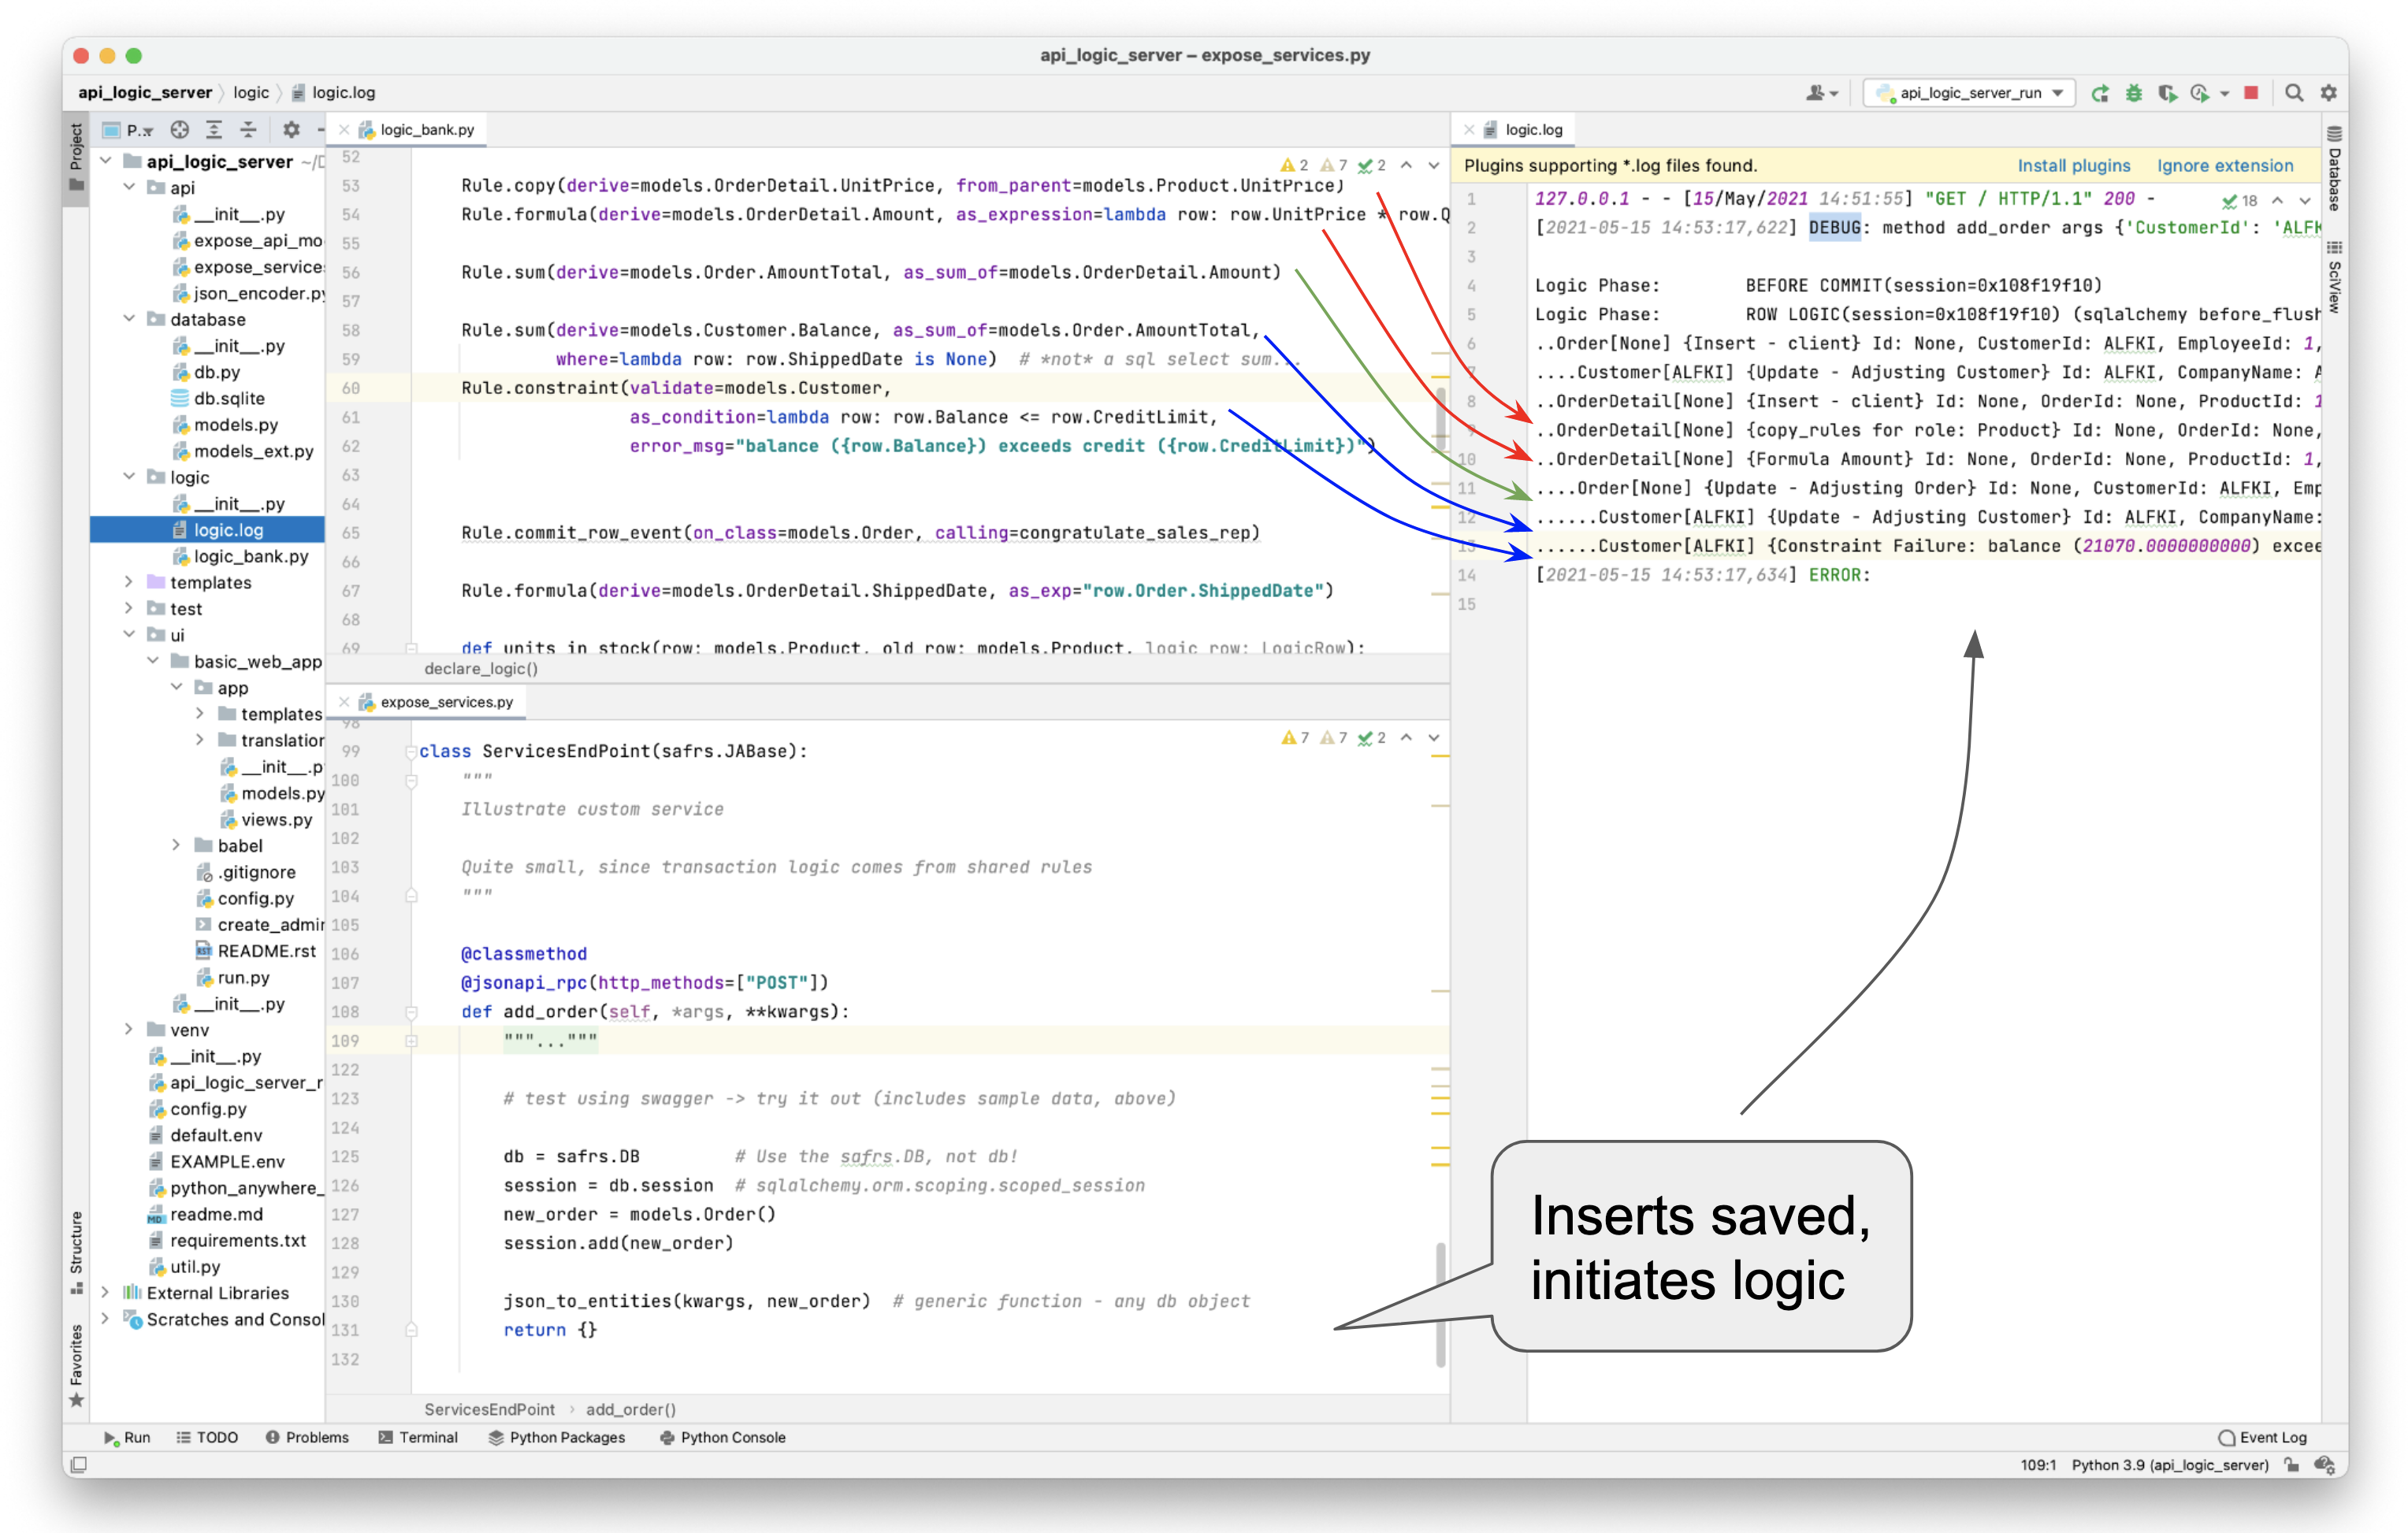 api_logic_server – expose_services.py
api_logic_server logic logic.log
api_logic_server_run
Project
P...
api_logic_server ~/D
api
__init__.py
expose_api_mo
expose_service
json_encoder.py
database
__init__.py
db.py
db.sqlite
models.py
models_ext.py
logic
__init__.py
logic.log
logic_bank.py
templates
test
ui
basic_web_app
app
templates
translation
__init__.p
models.py
views.py
babel
.gitignore
config.py
create_admin
README.rst
run.py
__init__.py
venv
__init__.py
api_logic_server_r
config.py
default.env
EXAMPLE.env
python_anywhere_
readme.md
requirements.txt
util.py
External Libraries
Scratches and Consol
Structure
Favorites
logic_bank.py
2 7 2
52
53 Rule.copy(derive=models.OrderDetail.UnitPrice, from_parent=models.Product.UnitPrice)
54 Rule.formula(derive=models.OrderDetail.Amount, as_expression=lambda row: row.UnitPrice * row.Q
55
56 Rule.sum(derive=models.Order.AmountTotal, as_sum_of=models.OrderDetail.Amount)
57
58 Rule.sum(derive=models.Customer.Balance, as_sum_of=models.Order.AmountTotal,
59 where=lambda row: row.ShippedDate is None) # *not* a sql select sum...
60 Rule.constraint(validate=models.Customer,
61 as_condition=lambda row: row.Balance <= row.CreditLimit,
62 error_msg="balance ({row.Balance}) exceeds credit ({row.CreditLimit})")
63
64
65 Rule.commit_row_event(on_class=models.Order, calling=congratulate_sales_rep)
66
67 Rule.formula(derive=models.OrderDetail.ShippedDate, as_exp="row.Order.ShippedDate")
68
69 def units_in_stock(row: models.Product, old_row: models.Product, logic_row: LogicRow):
declare_logic()
expose_services.py
7 7 2
98
99 class ServicesEndPoint(safrs.JABase):
100 """
101 Illustrate custom service
102
103 Quite small, since transaction logic comes from shared rules
104 """
105
106 @classmethod
107 @jsonapi_rpc(http_methods=["POST"])
108 def add_order(self, *args, **kwargs):
109 """..."""
122
123 # test using swagger -> try it out (includes sample data, above)
124
125 db = safrs.DB # Use the safrs.DB, not db!
126 session = db.session # sqlalchemy.orm.scoping.scoped_session
127 new_order = models.Order()
128 session.add(new_order)
129
130 json_to_entities(kwargs, new_order) # generic function - any db object
131 return {}
132
ServicesEndPoint add_order()
logic.log
Plugins supporting *.log files found. Install plugins Ignore extension
18
1 127.0.0.1 - - [15/May/2021 14:51:55] "GET / HTTP/1.1" 200 -
2 [2021-05-15 14:53:17,622] DEBUG: method add_order args {'CustomerId': 'ALFK
3
4 Logic Phase: BEFORE COMMIT(session=0x108f19f10)
5 Logic Phase: ROW LOGIC(session=0x108f19f10) (sqlalchemy before_flush
6 ..Order[None] {Insert - client} Id: None, CustomerId: ALFKI, EmployeeId: 1,
7 ....Customer[ALFKI] {Update - Adjusting Customer} Id: ALFKI, CompanyName: A
8 ..OrderDetail[None] {Insert - client} Id: None, OrderId: None, ProductId: 1
9 ..OrderDetail[None] {copy_rules for role: Product} Id: None, OrderId: None,
10 ..OrderDetail[None] {Formula Amount} Id: None, OrderId: None, ProductId: 1,
11 ....Order[None] {Update - Adjusting Order} Id: None, CustomerId: ALFKI, Emp
12 ......Customer[ALFKI] {Update - Adjusting Customer} Id: ALFKI, CompanyName:
13 ......Customer[ALFKI] {Constraint Failure: balance (21070.0000000000) excee
14 [2021-05-15 14:53:17,634] ERROR:
15
Database
SciView
Inserts saved,
initiates logic
Run TODO Problems Terminal Python Packages Python Console Event Log
109:1 Python 3.9 (api_logic_server)